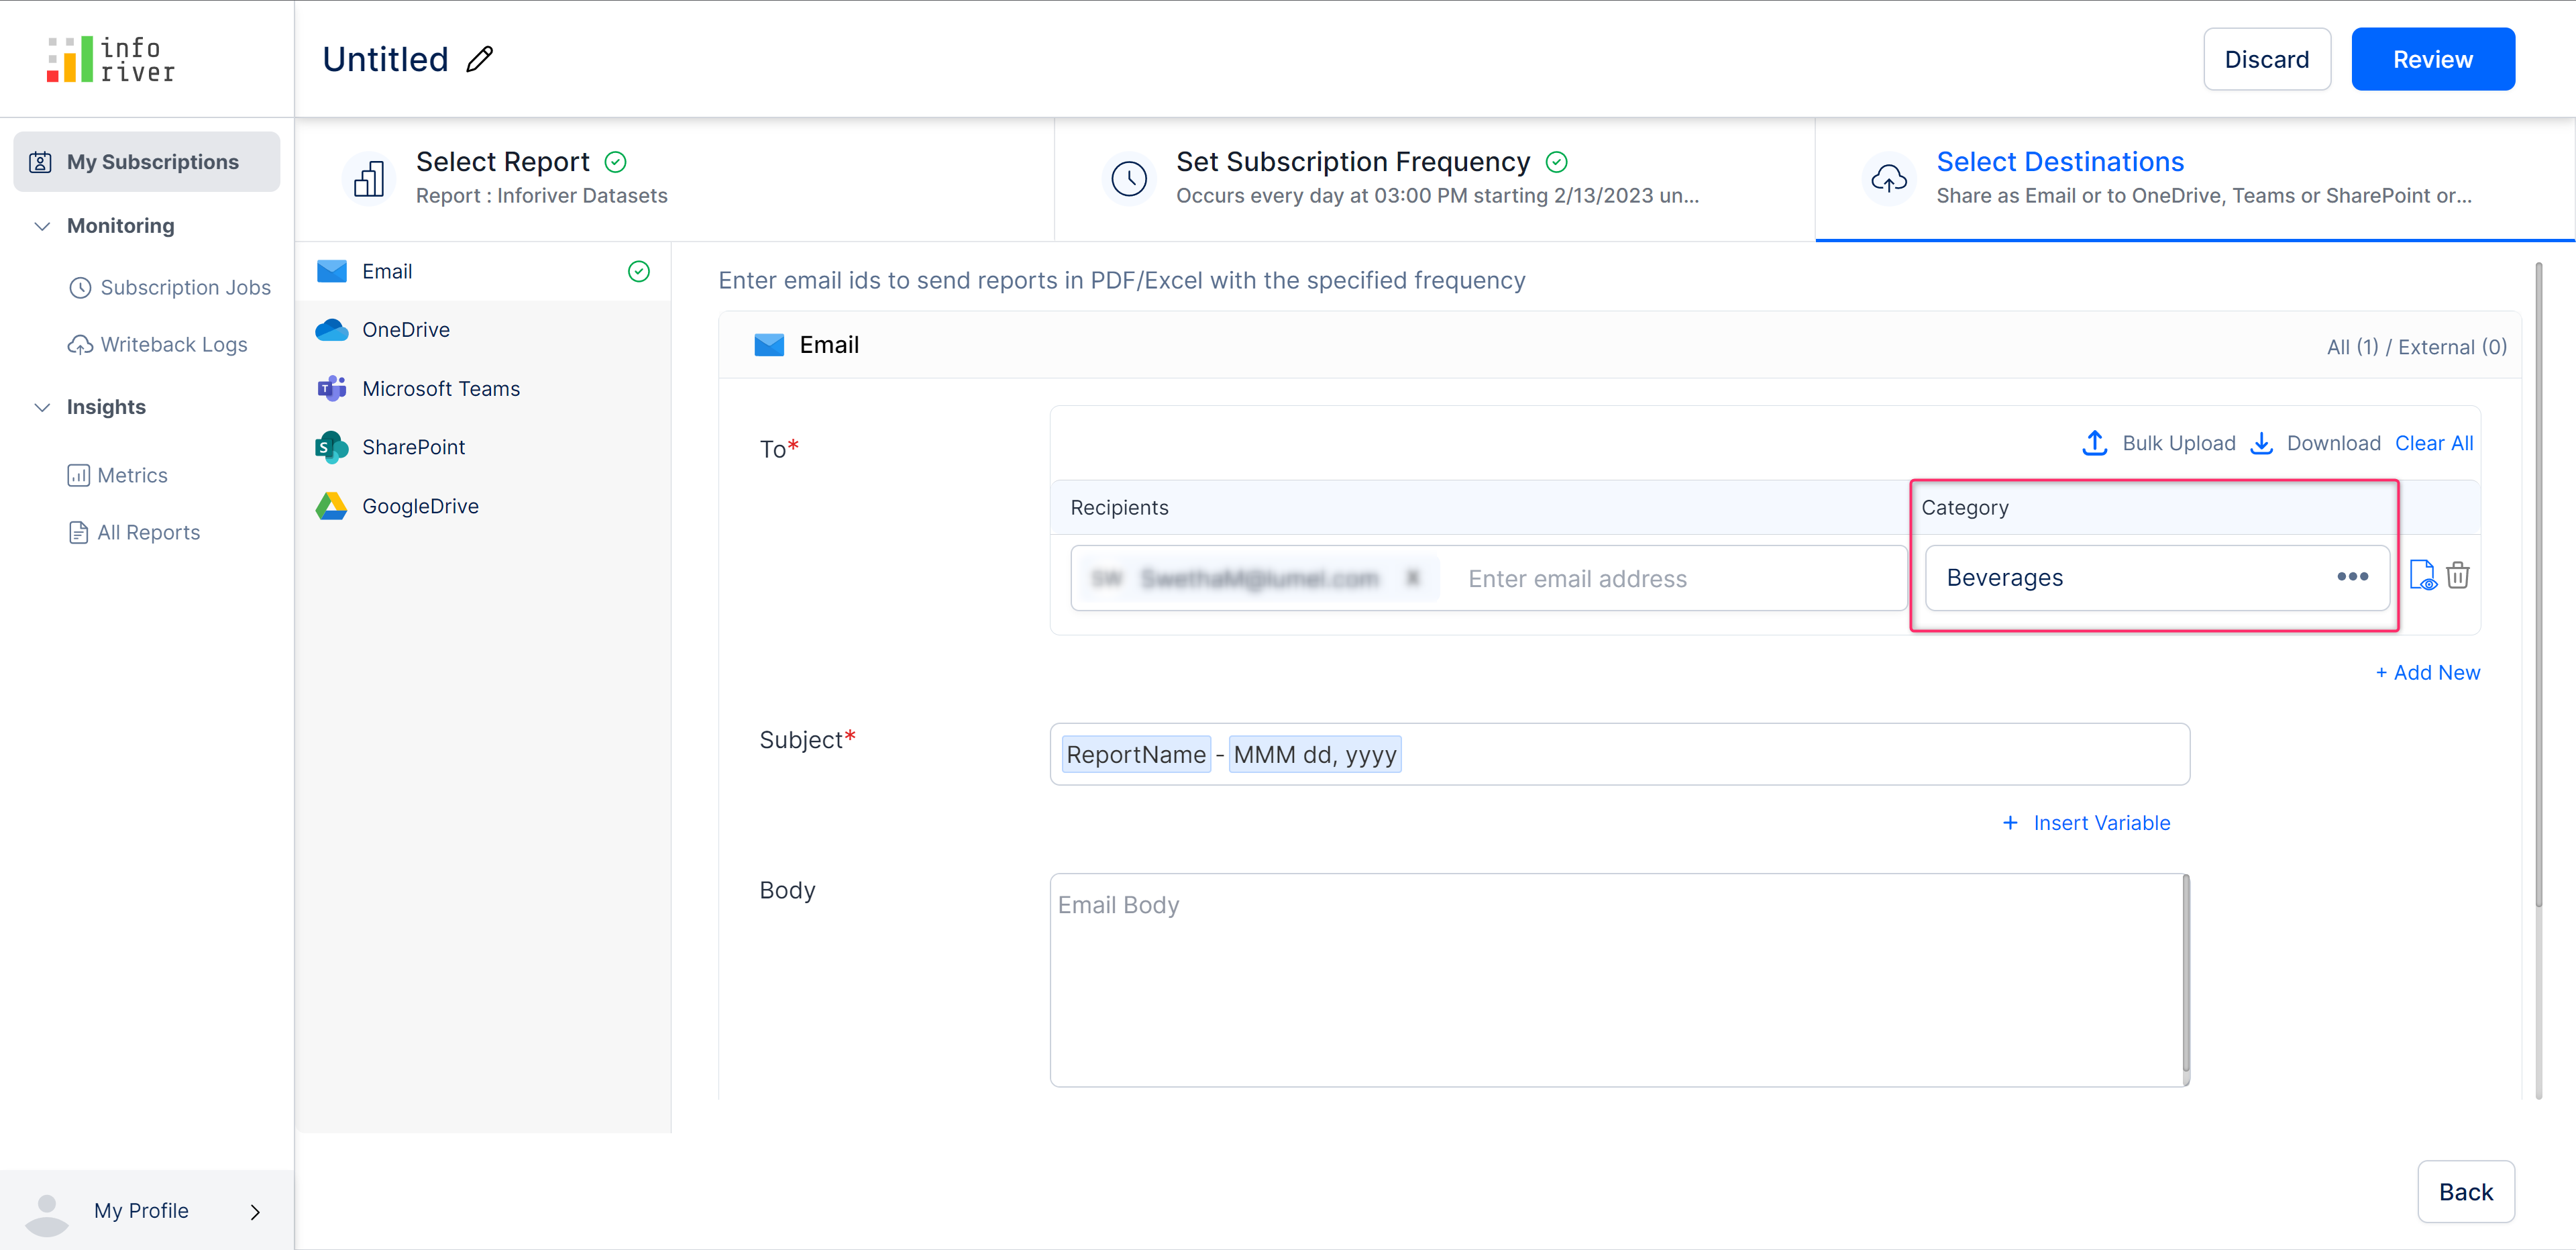 info
river
Untitled
Discard
Review
My Subscriptions
Monitoring
Subscription Jobs
Writeback Logs
Insights
Metrics
All Reports
My Profile
Select Report
Report : Inforiver Datasets
Set Subscription Frequency
Occurs every day at 03:00 PM starting 2/13/2023 un...
Select Destinations
Share as Email or to OneDrive, Teams or SharePoint or...
Email
OneDrive
Microsoft Teams
SharePoint
GoogleDrive
Enter email ids to send reports in PDF/Excel with the specified frequency
Email
All (1) / External (0)
To*
Bulk Upload
Download
Clear All
Recipients
Category
Enter email address
Beverages
+ Add New
Subject*
ReportName - MMM dd, yyyy
+ Insert Variable
Body
Email Body
Back